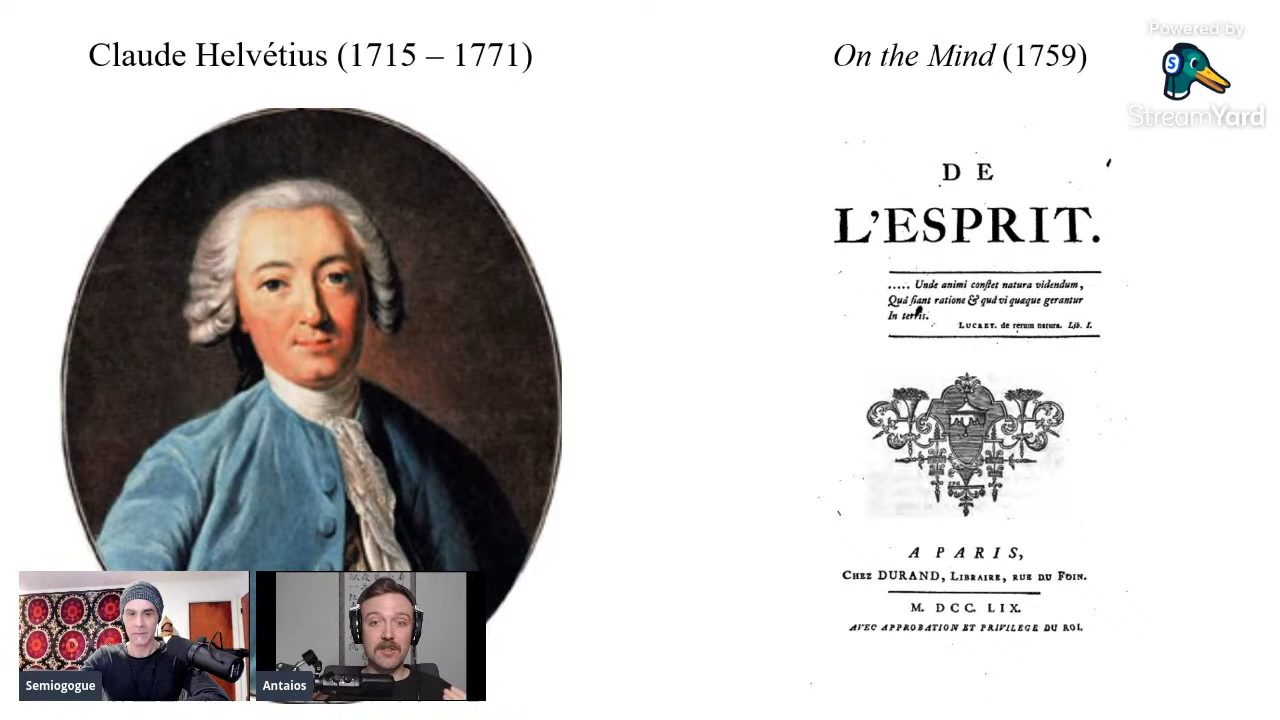 Claude Helvétius (1715 – 1771)
On the Mind (1759)
Powered by
S
StreamYard
DE
L'ESPRIT.
..... Unde animi conſtet natura videndum,
Quâ fiant ratione & quâ vi quæque gerantur
In terris.
LUCRET. de rerum natura. Lib. I.
A PARIS,
CHEZ DURAND, LIBRAIRE, RUE DU FOIN.
M. DCC. LIX.
AVEC APPROBATION ET PRIVILEGE DU ROI.
Semiogogue
Antaios